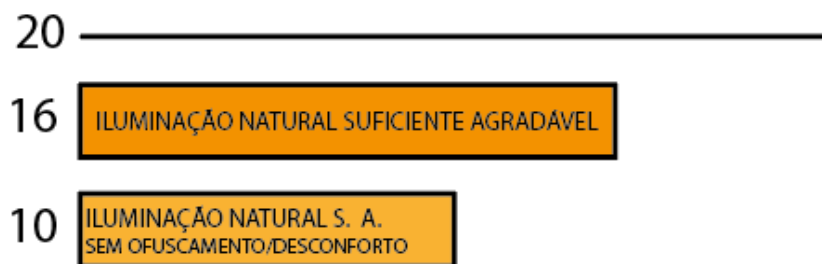 20
16 ILUMINAÇÃO NATURAL SUFICIENTE AGRADÁVEL
10 ILUMINAÇÃO NATURAL S. A.
SEM OFUSCAMENTO/DESCONFORTO